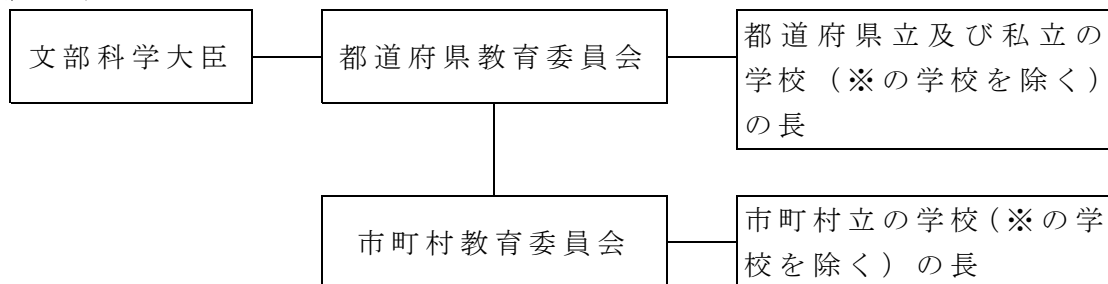 文部科学大臣
都道府県教育委員会
都道府県立及び私立の
学校（※の学校を除く）
の長
市町村教育委員会
市町村立の学校（※の学
校を除く）の長